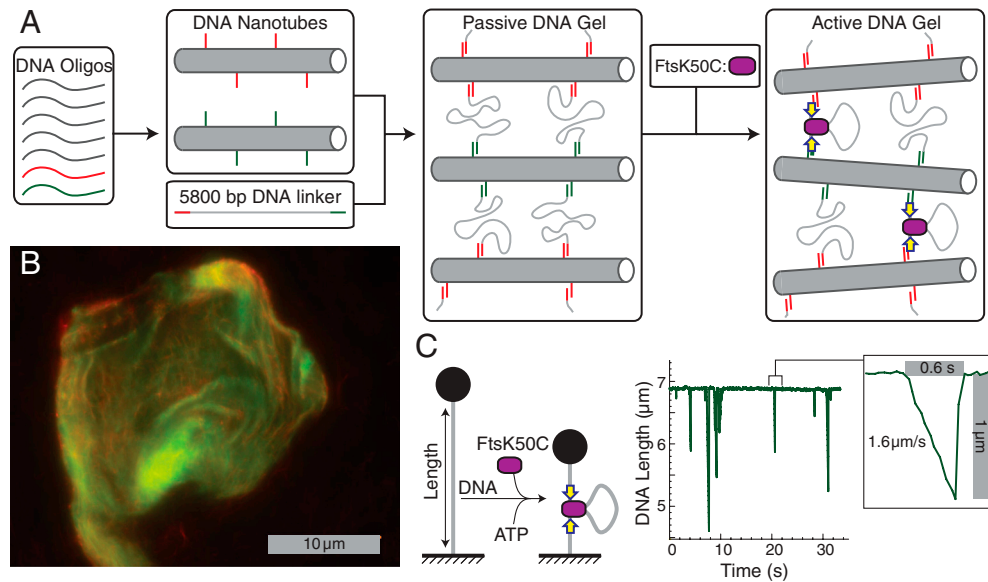 A
DNA Oligos
DNA Nanotubes
5800 bp DNA linker
Passive DNA Gel
FtsK50C:
Active DNA Gel
B
10 μm
C
Length
FtsK50C
DNA
ATP
DNA Length (μm)
7
6
5
0
10
20
30
Time (s)
0.6 s
1.6μm/s
1 μm